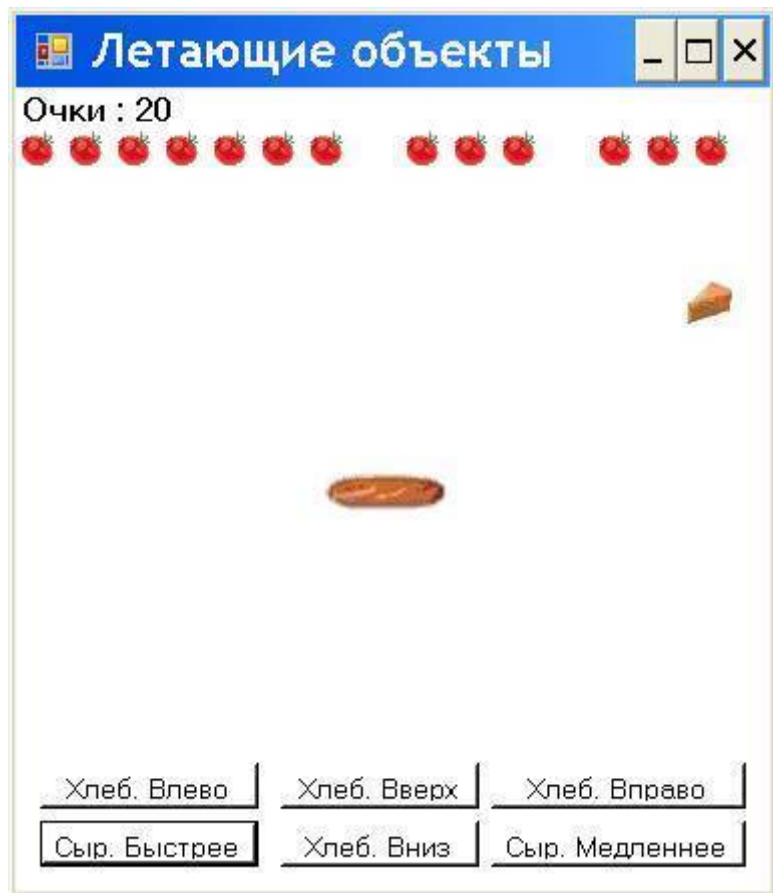 Летающие объекты
Очки : 20
Хлеб. Влево Хлеб. Вверх Хлеб. Вправо
Сыр. Быстрее Хлеб. Вниз Сыр. Медленнее